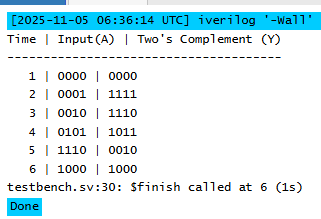 [2025-11-05 06:36:14 UTC] iverilog '-Wall'
Time | Input(A) | Two's Complement (Y)
--------------------------------------
1 | 0000 | 0000
2 | 0001 | 1111
3 | 0010 | 1110
4 | 0101 | 1011
5 | 1110 | 0010
6 | 1000 | 1000
testbench.sv:30: $finish called at 6 (1s)
Done